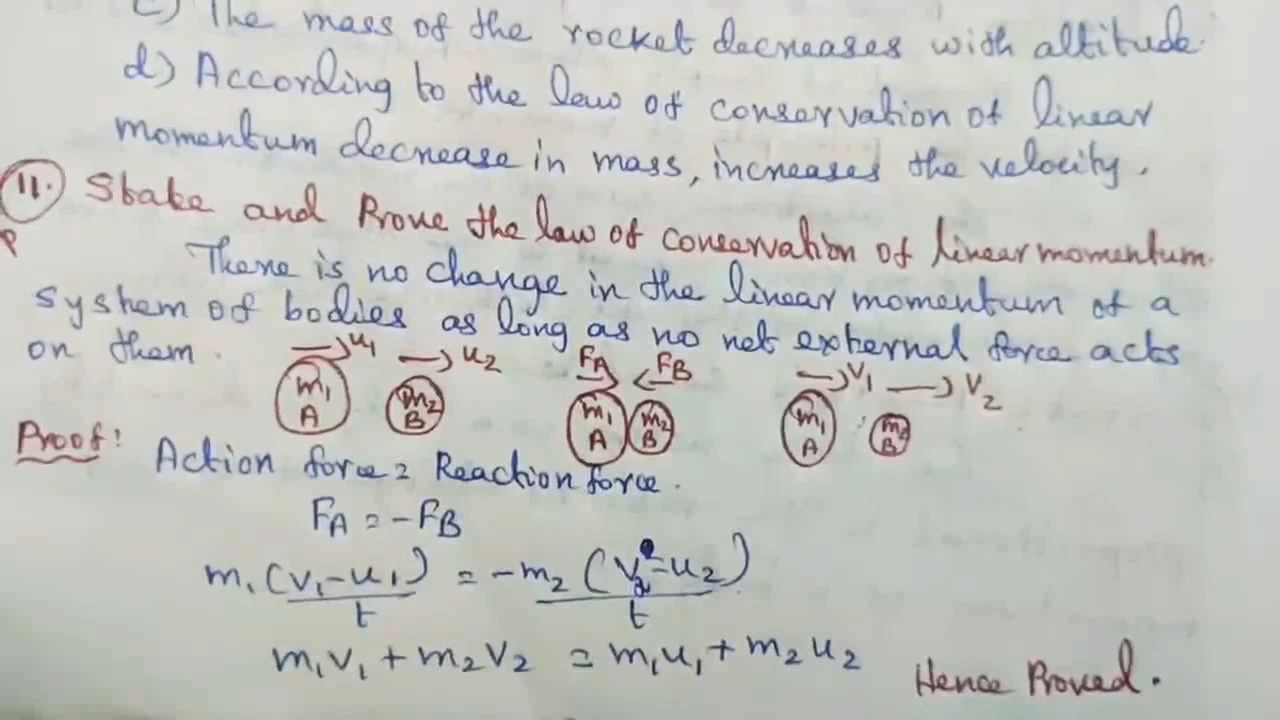 c) The mass of the rocket decreases with altitude.
d) According to the law of conservation of linear
momentum decrease in mass, increases the velocity.
11. State and Prove the law of conservation of linear momentum.
P
There is no change in the linear momentum of a
system of bodies as long as no net external force acts
on them.
u1 u2 FA FB v1 v2
m1 A m2 B m1 A m2 B m1 A m2 B
Proof:
Action force = Reaction force.
FA = -FB
m1 (v1-u1) / t = -m2 (v2-u2) / t
m1v1 + m2v2 = m1u1 + m2u2
Hence Proved.